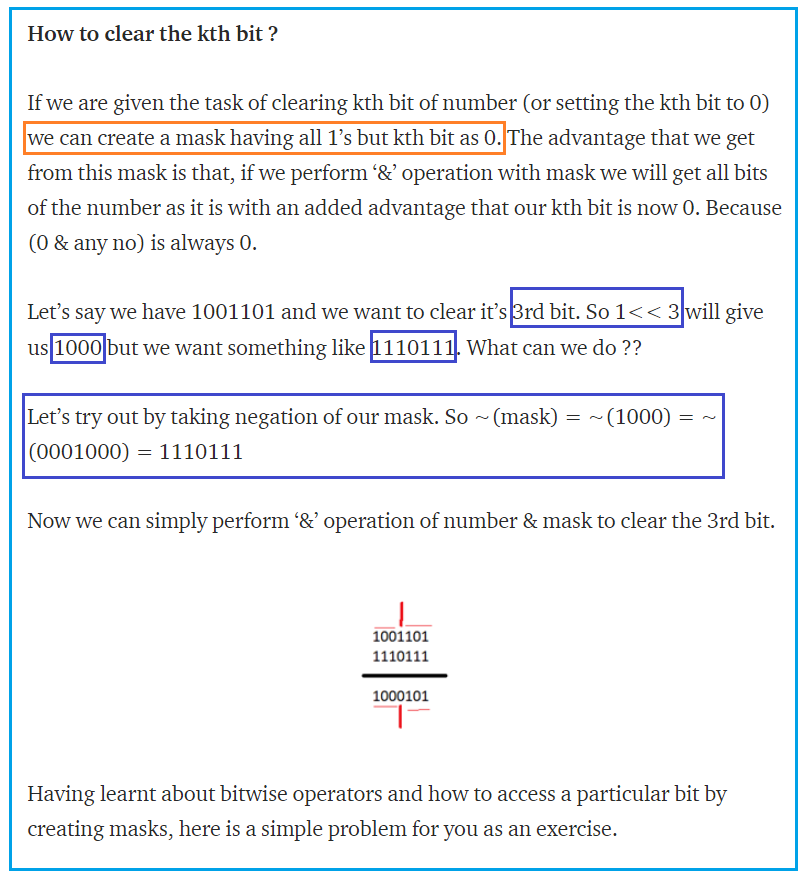 How to clear the kth bit ?
If we are given the task of clearing kth bit of number (or setting the kth bit to 0)
we can create a mask having all 1’s but kth bit as 0. The advantage that we get
from this mask is that, if we perform ‘&’ operation with mask we will get all bits
of the number as it is with an added advantage that our kth bit is now 0. Because
(0 & any no) is always 0.
Let’s say we have 1001101 and we want to clear it’s 3rd bit. So 1<< 3 will give
us 1000 but we want something like 1110111. What can we do ??
Let’s try out by taking negation of our mask. So ~(mask) = ~(1000) = ~
(0001000) = 1110111
Now we can simply perform ‘&’ operation of number & mask to clear the 3rd bit.
1001101
1110111
1000101
Having learnt about bitwise operators and how to access a particular bit by
creating masks, here is a simple problem for you as an exercise.